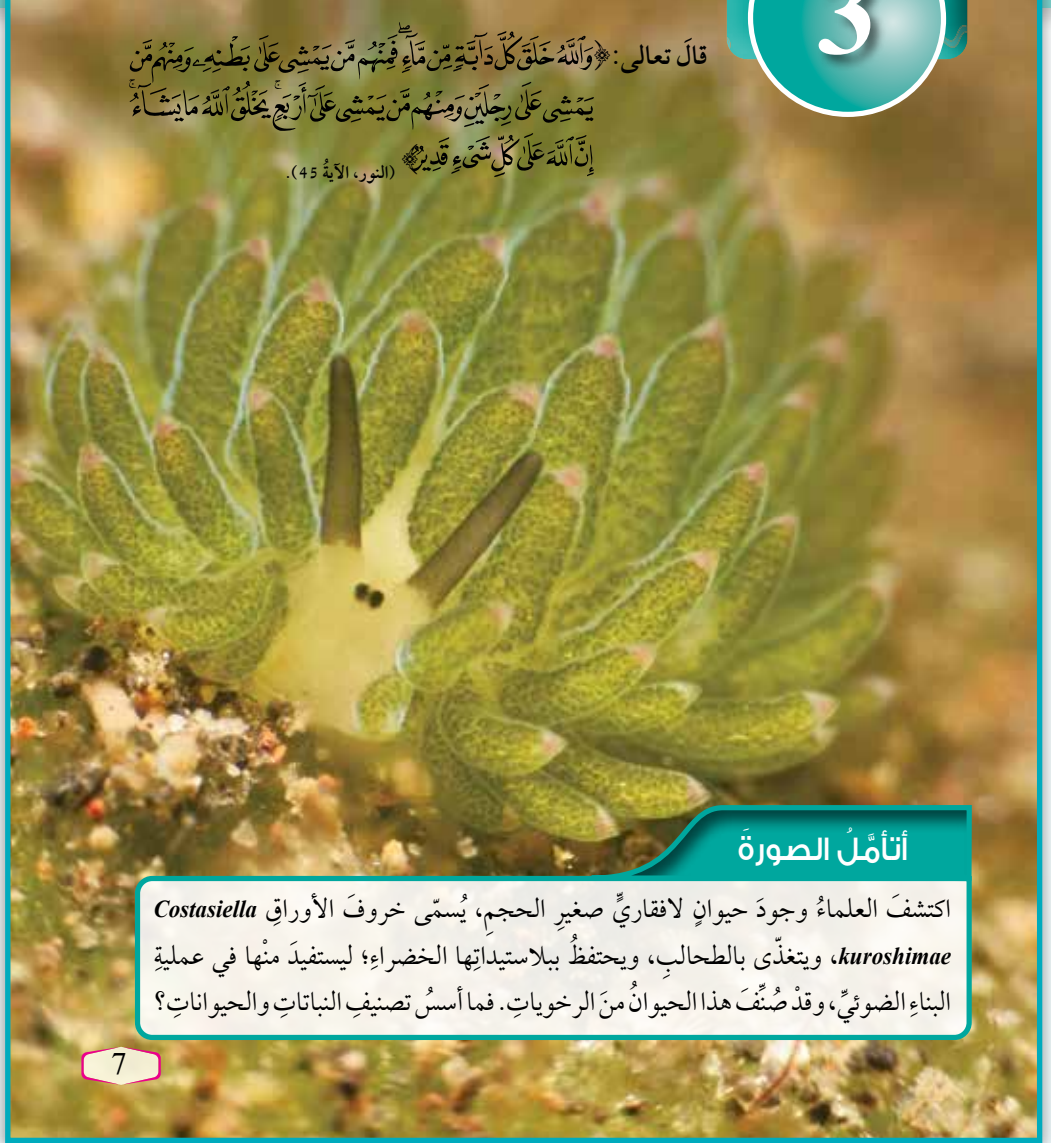 3
قالَ تعالى: ﴿وَٱللَّهُ خَلَقَ كُلَّ دَآبَّةٖ مِّن مَّآءٖۖ فَمِنۡهُم مَّن يَمۡشِي عَلَىٰ بَطۡنِهِۦ وَمِنۡهُم مَّن
يَمۡشِي عَلَىٰ رِجۡلَيۡنِ وَمِنۡهُم مَّن يَمۡشِي عَلَىٰٓ أَرۡبَعٖۚ يَخۡلُقُ ٱللَّهُ مَا يَشَآءُۚ
إِنَّ ٱللَّهَ عَلَىٰ كُلِّ شَيۡءٖ قَدِيرٞ﴾ (النور، الآيةُ 45).
أتأمَّلُ الصورةَ
اكتشفَ العلماءُ وجودَ حيوانٍ لافقاريٍّ صغيرِ الحجمِ، يُسمّى خروفَ الأوراقِ Costasiella
kuroshimae، ويتغذّى بالطحالبِ، ويحتفظُ ببلاستيداتِها الخضراءِ؛ ليستفيدَ منْها في عمليةِ
البناءِ الضوئيِّ، وقدْ صُنِّفَ هذا الحيوانُ منَ الرخوياتِ. فما أسسُ تصنيفِ النباتاتِ والحيواناتِ؟
7